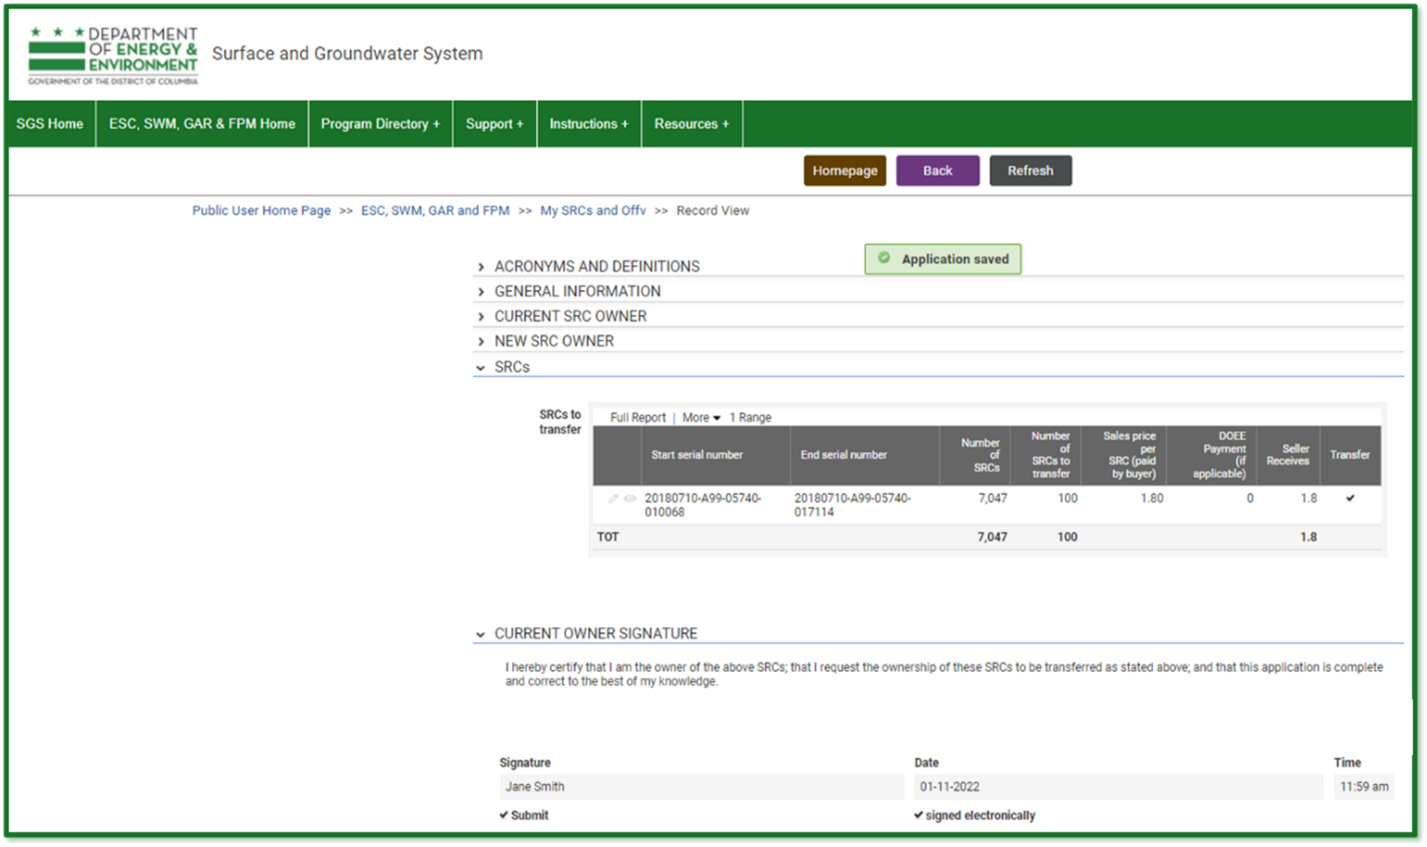 DEPARTMENT
OF ENERGY &
ENVIRONMENT
GOVERNMENT OF THE DISTRICT OF COLUMBIA
Surface and Groundwater System
SGS Home
ESC, SWM, GAR & FPM Home
Program Directory +
Support +
Instructions +
Resources +
Homepage
Back
Refresh
Public User Home Page >> ESC, SWM, GAR and FPM >> My SRCs and Offv >> Record View
Application saved
ACRONYMS AND DEFINITIONS
GENERAL INFORMATION
CURRENT SRC OWNER
NEW SRC OWNER
SRCs
SRCs to
transfer
Full Report | More 1 Range
Start serial number
End serial number
Number
of
SRCs
Number
of
SRCs to
transfer
Sales price
per
SRC (paid
by buyer)
DOEE
Payment
(if
applicable)
Seller
Receives
Transfer
20180710-A99-05740-
010068
20180710-A99-05740-
017114
7,047
100
1.80
0
1.8
TOT
7,047
100
1.8
CURRENT OWNER SIGNATURE
I hereby certify that I am the owner of the above SRCs; that I request the ownership of these SRCs to be transferred as stated above; and that this application is complete
and correct to the best of my knowledge.
Signature
Date
Time
Jane Smith
01-11-2022
11:59 am
✔ Submit
✔ signed electronically